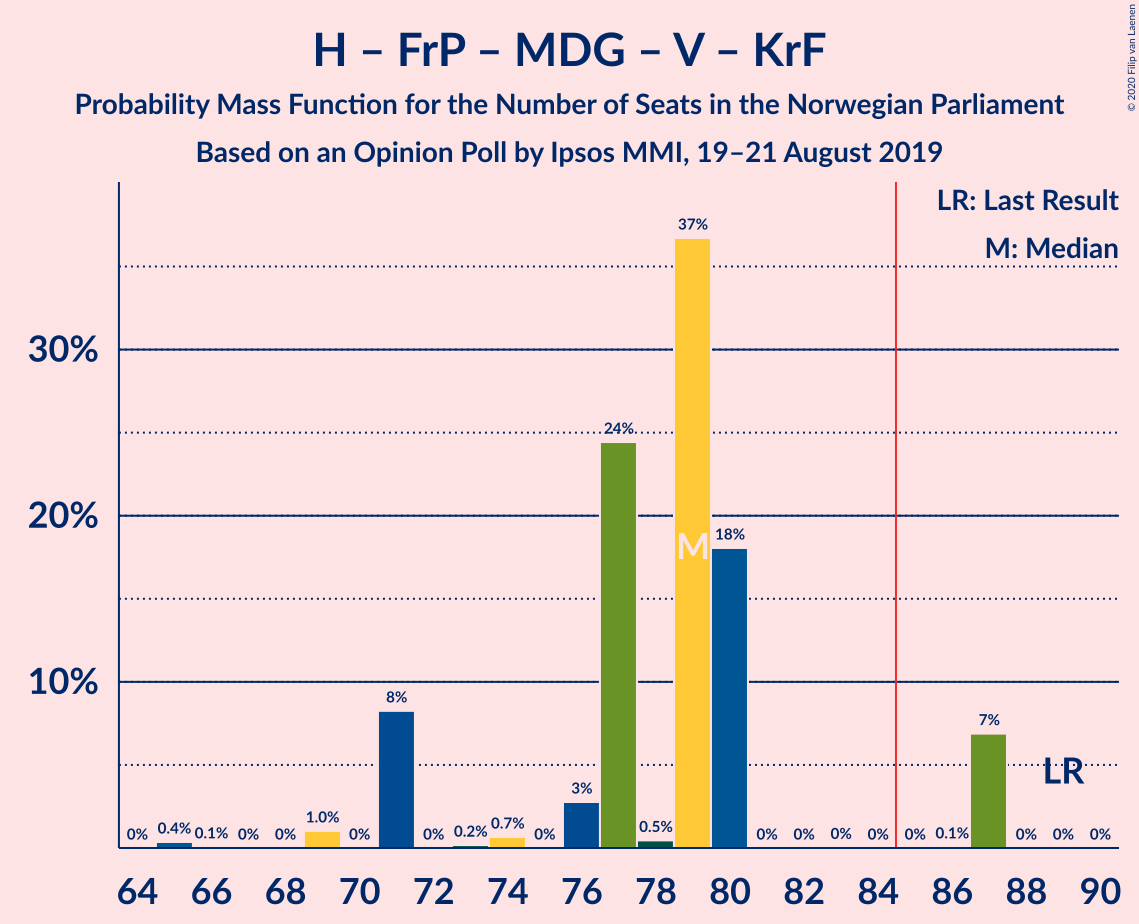 H – FrP – MDG – V – KrF
Probability Mass Function for the Number of Seats in the Norwegian Parliament
Based on an Opinion Poll by Ipsos MMI, 19–21 August 2019
© 2020 Filip van Laenen
LR: Last Result
M: Median
30%
20%
10%
0% 0.4% 0.1% 0% 0% 1.0% 0% 8% 0% 0.2% 0.7% 0% 3% 24% 0.5% 37% 18% 0% 0% 0% 0% 0% 0.1% 7% 0% 0% 0%
M
LR
64 66 68 70 72 74 76 78 80 82 84 86 88 90